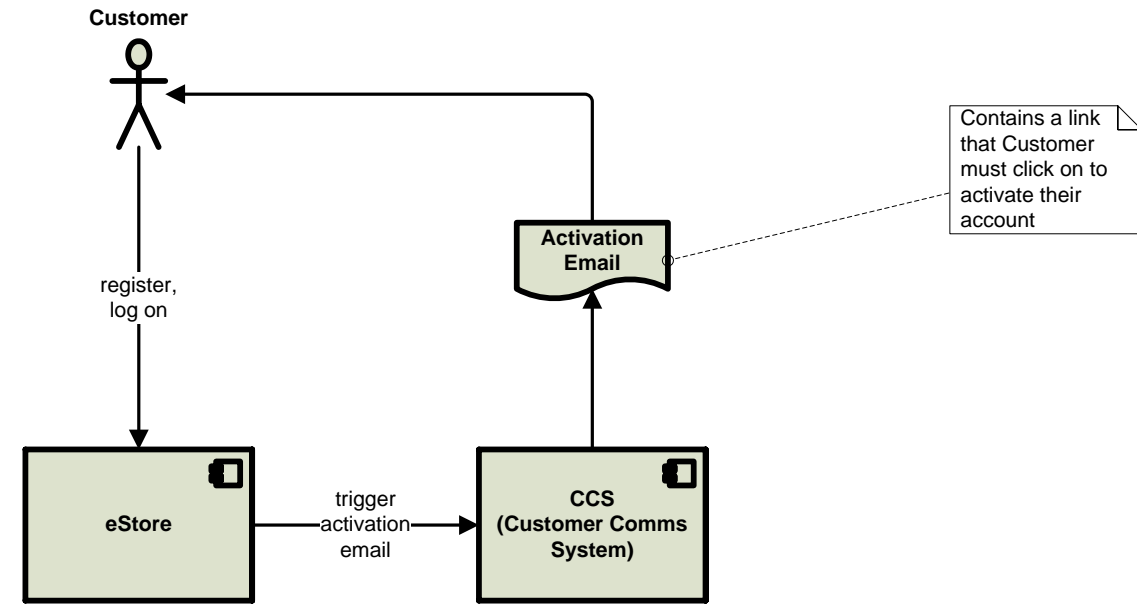 Customer
Contains a link
that Customer
must click on to
activate their
account
Activation
Email
register,
log on
eStore
trigger
activation
email
CCS
(Customer Comms
System)